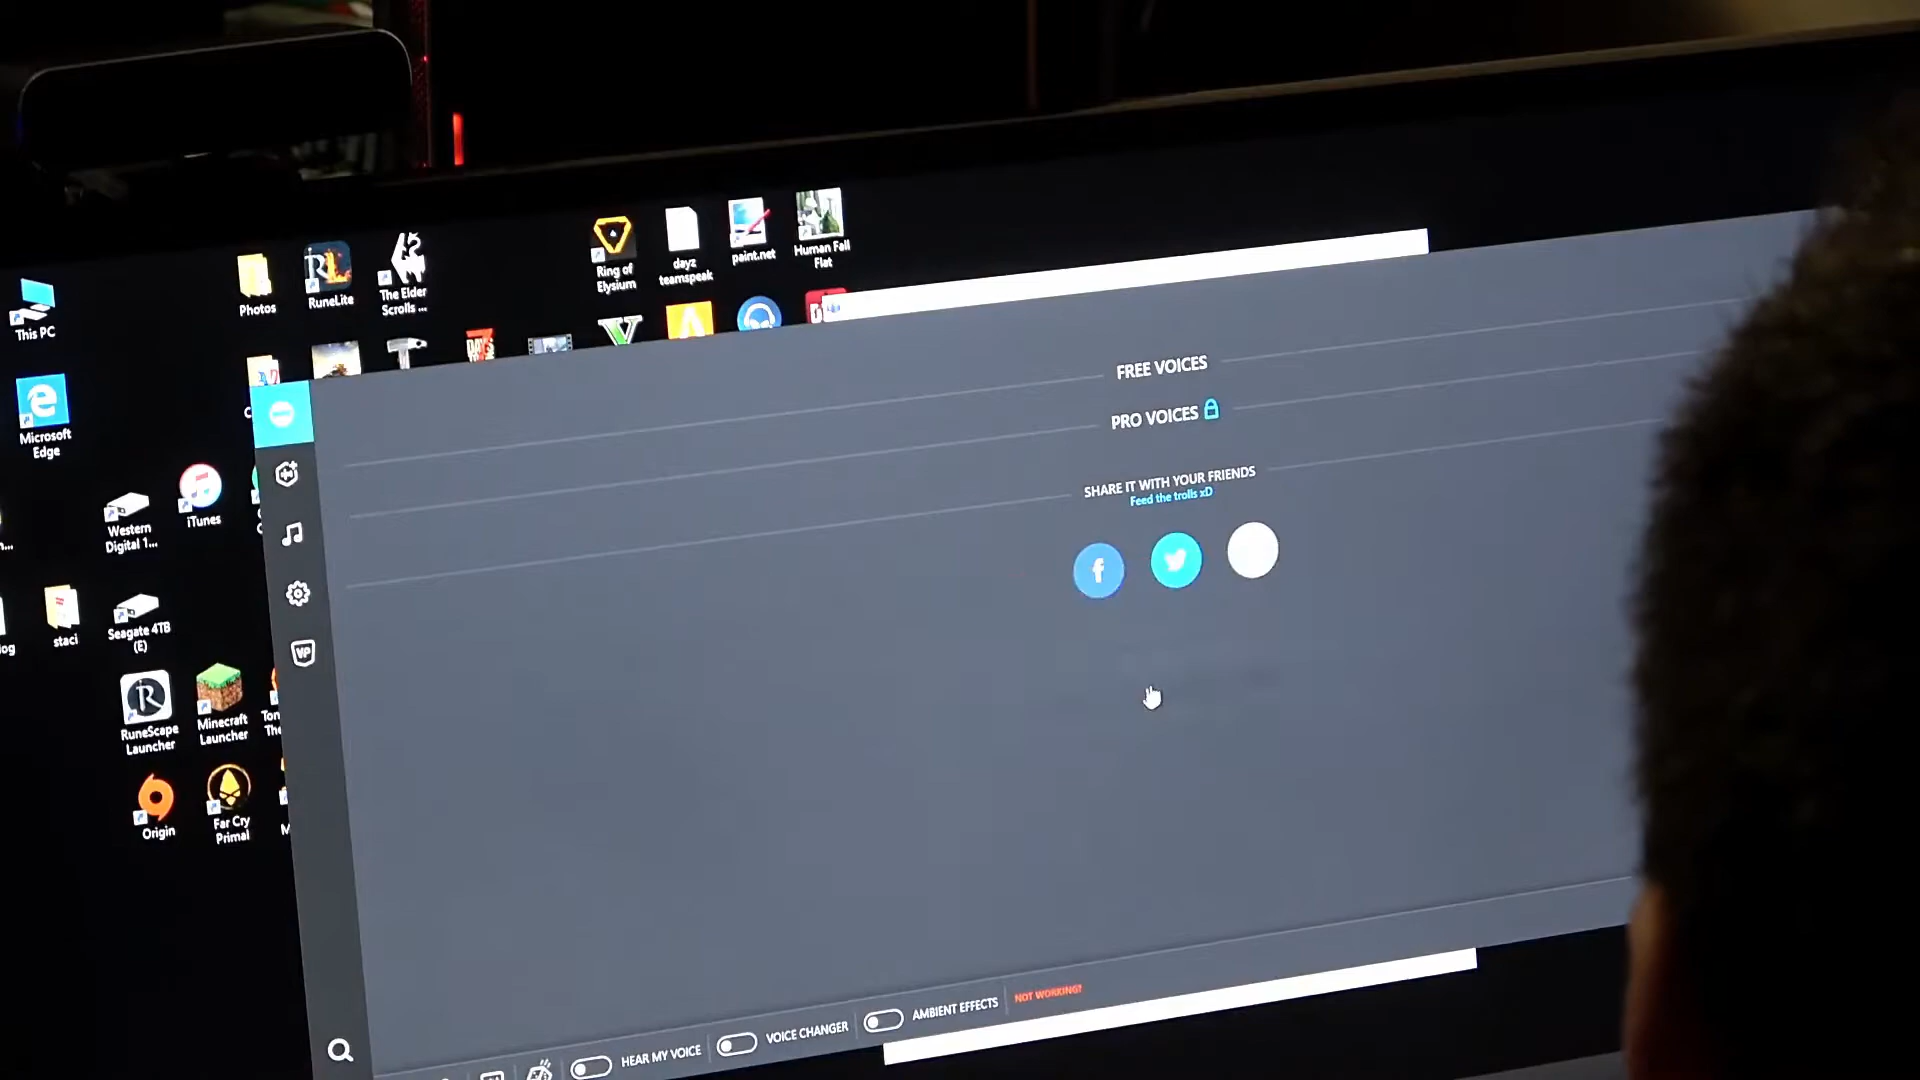 Ring of
Elysium
dayz
teamspeak
paint.net
Human Fall
Flat
This PC
Photos
RuneLite
The Elder
Scrolls ...
Microsoft
Edge
FREE VOICES
PRO VOICES
SHARE IT WITH YOUR FRIENDS
Feed the trolls xD
Western
Digital 1...
iTunes
staci
Seagate 4TB
(E)
VP
RuneScape
Launcher
Minecraft
Launcher
Origin
Far Cry
Primal
HEAR MY VOICE
VOICE CHANGER
AMBIENT EFFECTS
NOT WORKING?